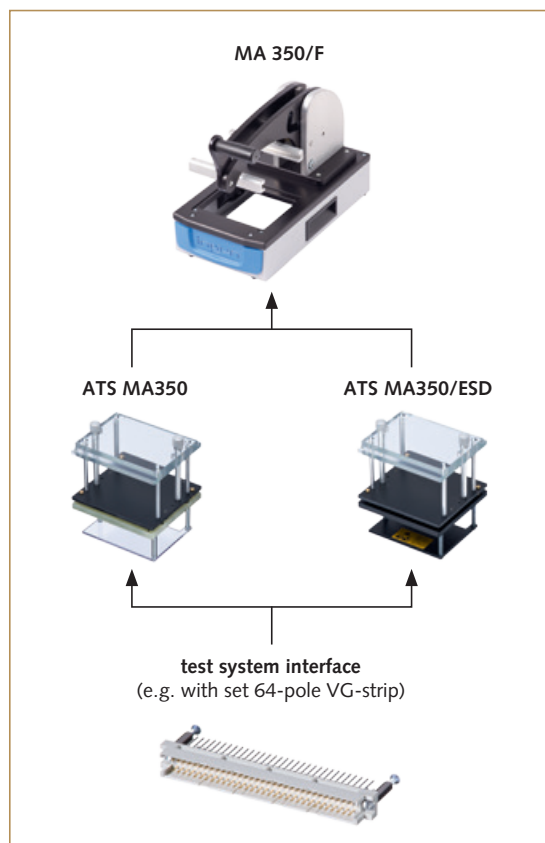 MA 350/F
ATS MA350
ATS MA350/ESD
test system interface
(e.g. with set 64-pole VG-strip)